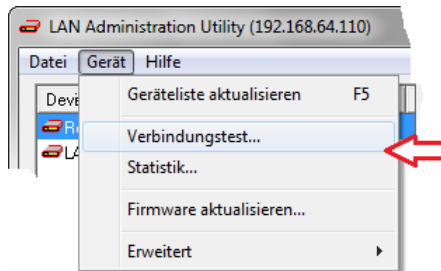 LAN Administration Utility (192.168.64.110)
Datei Gerät Hilfe
Geräteliste aktualisieren F5
Verbindungstest...
Statistik...
Firmware aktualisieren...
Erweitert